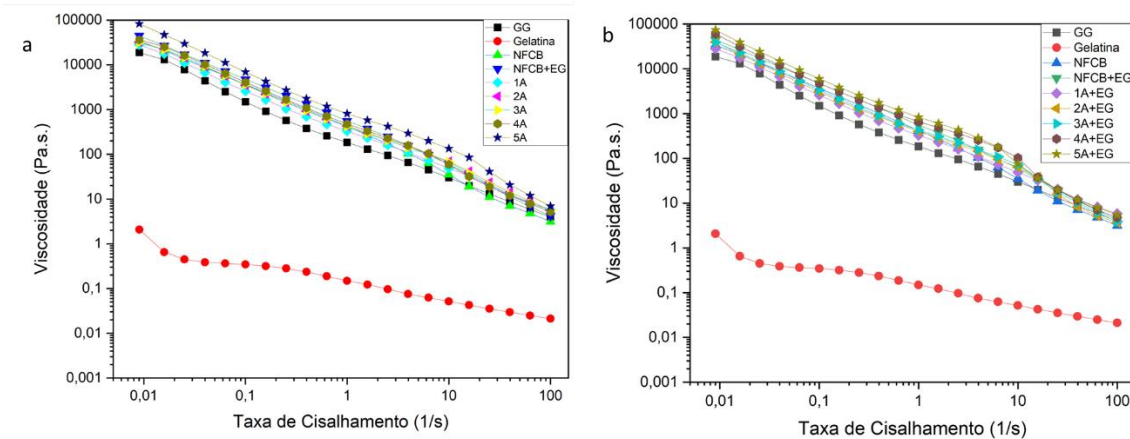 a
Viscosidade (Pa.s.)
100000
10000
1000
100
10
1
0,1
0,01
0,001
0,01
0,1
1
10
100
Taxa de Cisalhamento (1/s)
GG
Gelatina
NFCB
NFCB+EG
1A
2A
3A
4A
5A
b
Viscosidade (Pa.s.)
100000
10000
1000
100
10
1
0,1
0,01
0,001
0,01
0,1
1
10
100
Taxa de Cisalhamento (1/s)
GG
Gelatina
NFCB
NFCB+EG
1A+EG
2A+EG
3A+EG
4A+EG
5A+EG